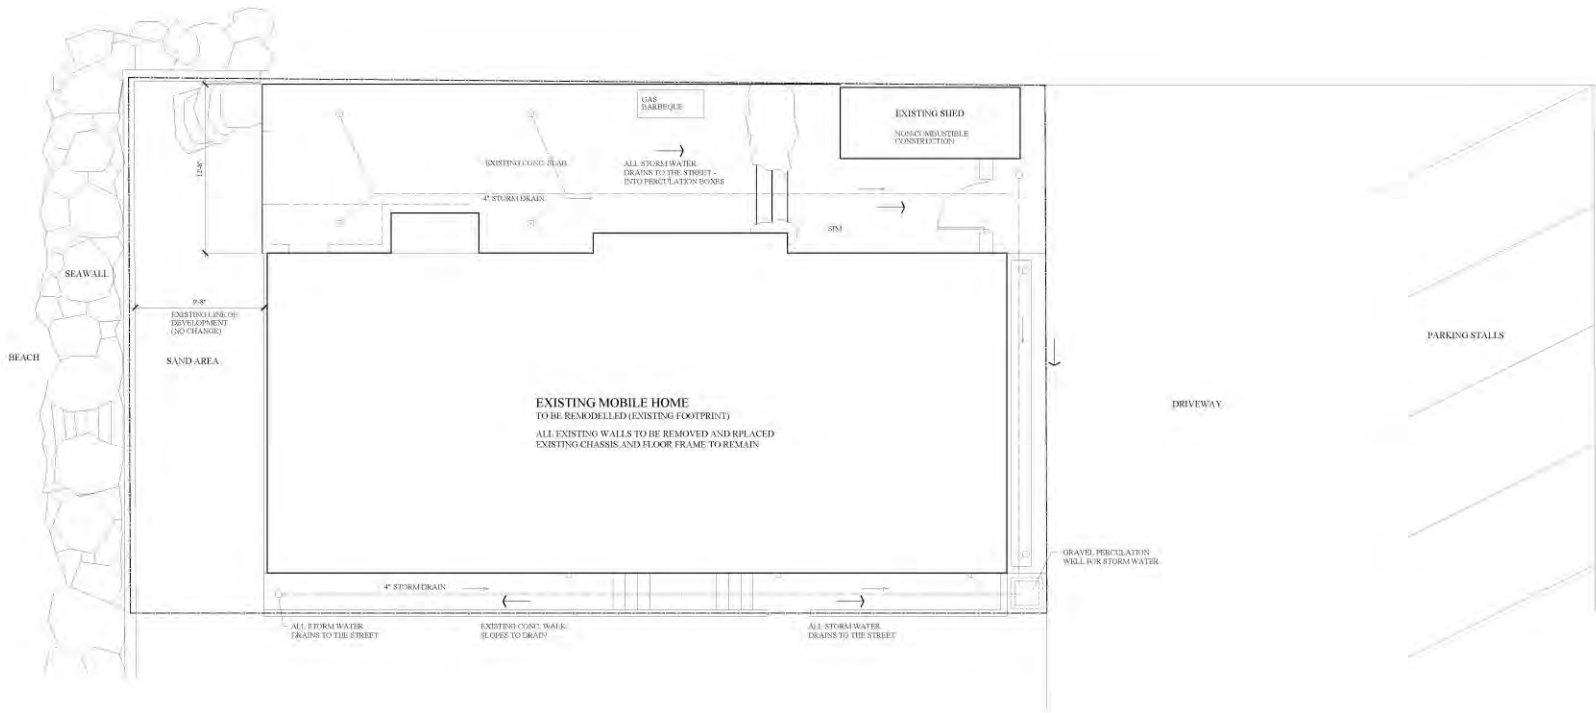 GAS
BARBEQUE
EXISTING SHED
NON-COMBUSTIBLE
CONSTRUCTION
EXISTING CONC. SLAB
ALL STORM WATER
DRAINS TO THE STREET -
INTO PERCULATION BOXES
12'-8"
4" STORM DRAIN
SIM
SEAWALL
9'-8"
EXISTING LINE OF
DEVELOPMENT
(NO CHANGE)
BEACH
SAND AREA
PARKING STALLS
EXISTING MOBILE HOME
TO BE REMODELLED (EXISTING FOOTPRINT)
ALL EXISTING WALLS TO BE REMOVED AND RPLACED
EXISTING CHASSIS AND FLOOR FRAME TO REMAIN
DRIVEWAY
GRAVEL PERCULATION
WELL FOR STORM WATER
4" STORM DRAIN
ALL STORM WATER
DRAINS TO THE STREET
EXISTING CONC. WALK
SLOPES TO DRAIN
ALL STORM WATER
DRAINS TO THE STREET